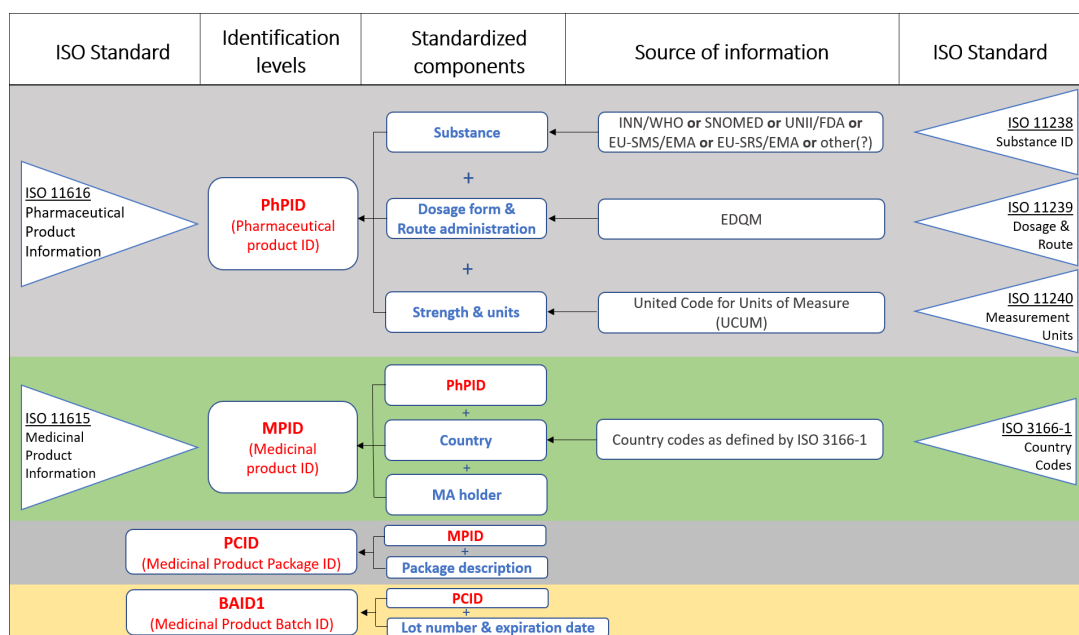 ISO Standard
Identification
levels
Standardized
components
Source of information
ISO Standard
ISO 11616
Pharmaceutical
Product
Information
PhPID
(Pharmaceutical
product ID)
Substance
+
Dosage form &
Route administration
+
Strength & units
INN/WHO or SNOMED or UNII/FDA or
EU-SMS/EMA or EU-SRS/EMA or other(?)
EDQM
United Code for Units of Measure
(UCUM)
ISO 11238
Substance ID
ISO 11239
Dosage &
Route
ISO 11240
Measurement
Units
ISO 11615
Medicinal
Product
Information
MPID
(Medicinal
product ID)
PhPID
+
Country
+
MA holder
Country codes as defined by ISO 3166-1
ISO 3166-1
Country
Codes
PCID
(Medicinal Product Package ID)
MPID
+
Package description
BAID1
(Medicinal Product Batch ID)
PCID
+
Lot number & expiration date